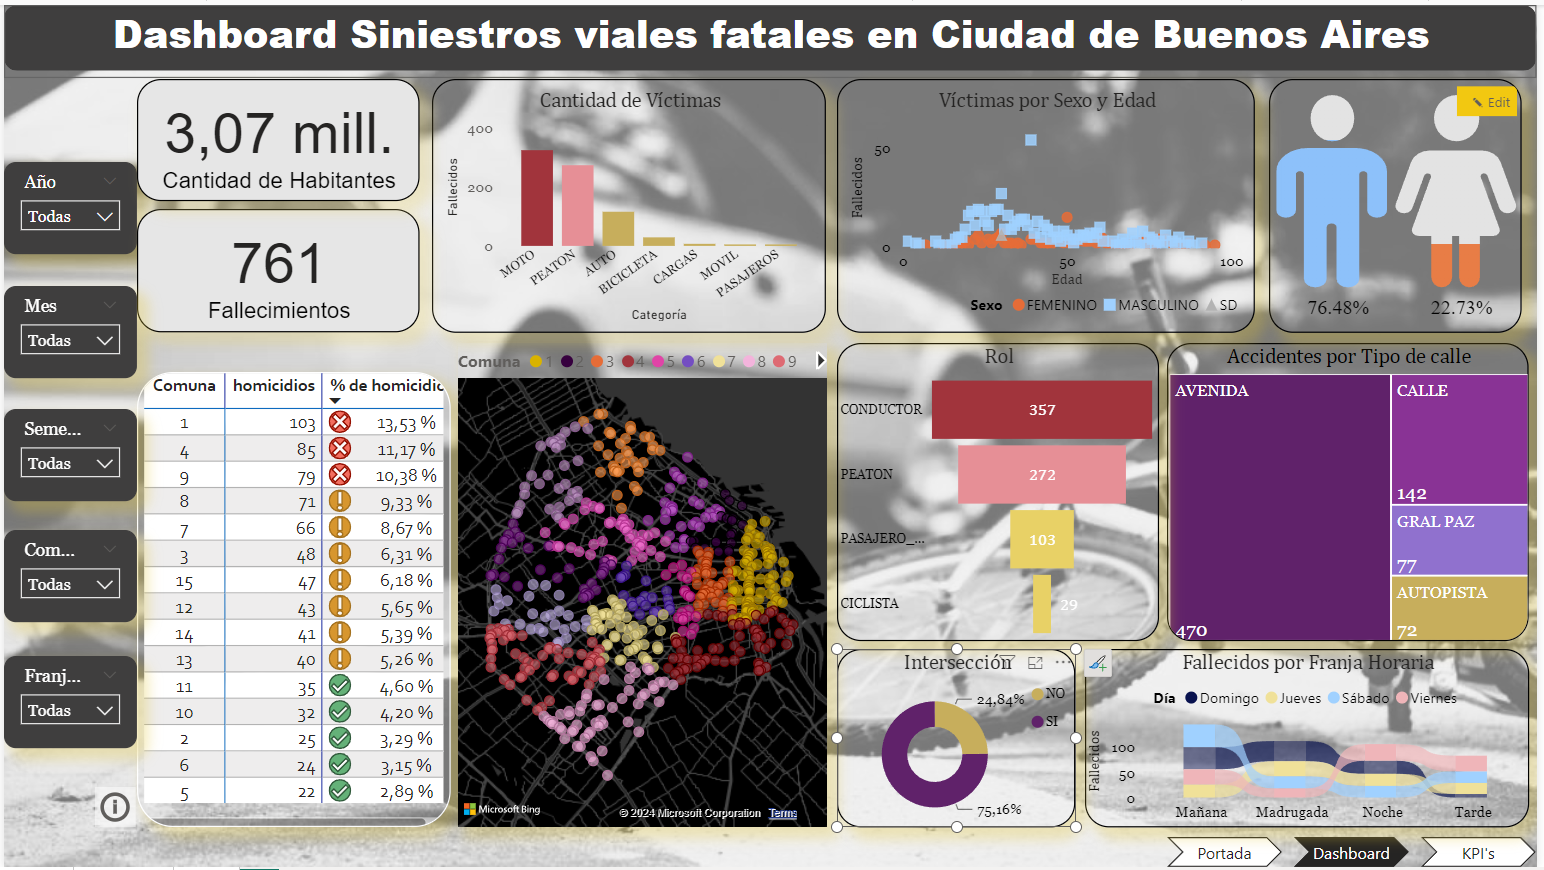 Dashboard Siniestros viales fatales en Ciudad de Buenos Aires
Año
Todas
Mes
Todas
Seme...
Todas
Com...
Todas
Franj...
Todas
3,07 mill.
Cantidad de Habitantes
761
Fallecimientos
Cantidad de Víctimas
Fallecidos
400
200
0
MOTO
PEATON
AUTO
BICICLETA
CARGAS
MOVIL
PASAJEROS
Categoría
Víctimas por Sexo y Edad
Fallecidos
50
0
0
50
100
Edad
Sexo FEMENINO MASCULINO SD
Edit
76.48%
22.73%
Comuna homicidios % de homicidio
1 103 13,53 %
4 85 11,17 %
9 79 10,38 %
8 71 9,33 %
7 66 8,67 %
3 48 6,31 %
15 47 6,18 %
12 43 5,65 %
14 41 5,39 %
13 40 5,26 %
11 35 4,60 %
10 32 4,20 %
2 25 3,29 %
6 24 3,15 %
5 22 2,89 %
Comuna 1 2 3 4 5 6 7 8 9
Microsoft Bing
© 2024 Microsoft Corporation Terms
Rol
CONDUCTOR 357
PEATON 272
PASAJERO_... 103
CICLISTA 29
Accidentes por Tipo de calle
AVENIDA
470
CALLE
142
GRAL PAZ
77
AUTOPISTA
72
Intersección
24,84%
75,16%
NO
SI
Fallecidos por Franja Horaria
Día Domingo Jueves Sábado Viernes
Fallecidos
100
50
0
Mañana
Madrugada
Noche
Tarde
Portada
Dashboard
KPI's